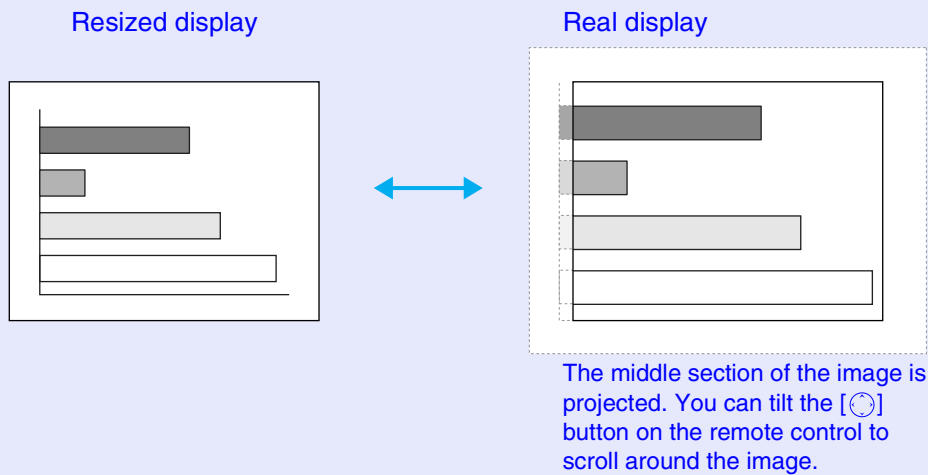 Resized display
Real display
The middle section of the image is
projected. You can tilt the [ ]
button on the remote control to
scroll around the image.